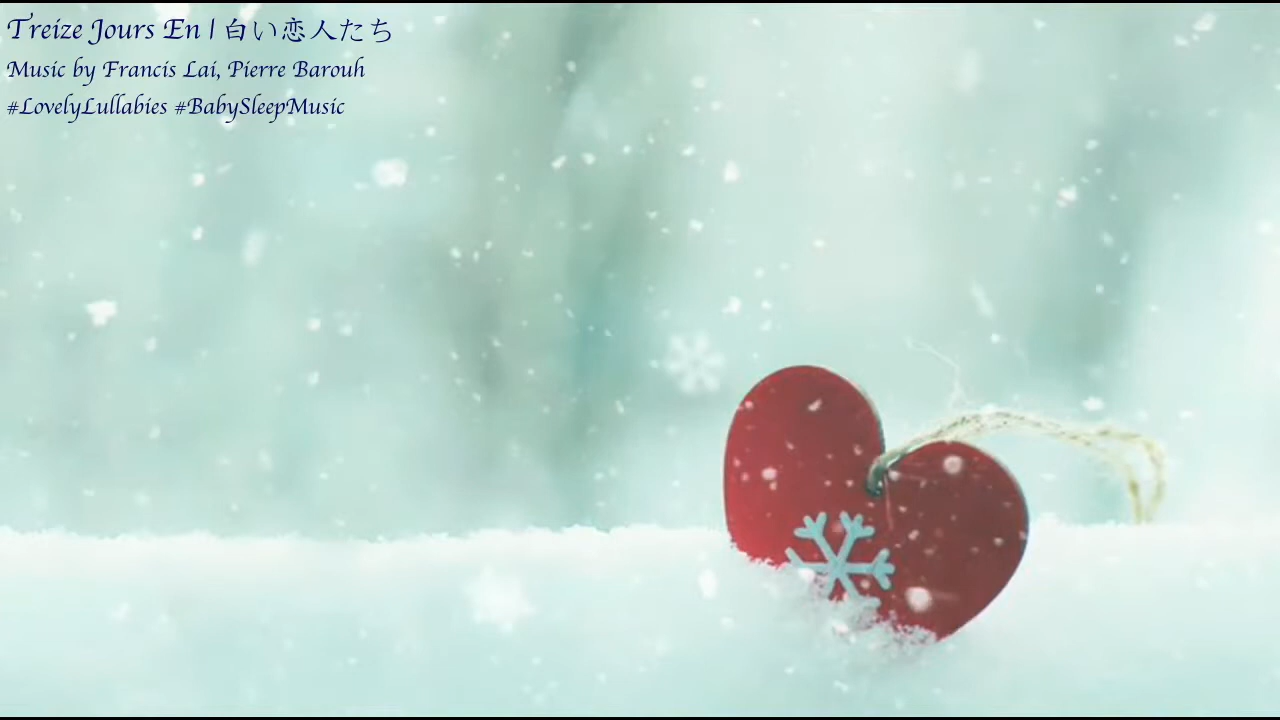 Treize Jours En | 白い恋人たち
Music by Francis Lai, Pierre Barouh
#LovelyLullabies #BabySleepMusic